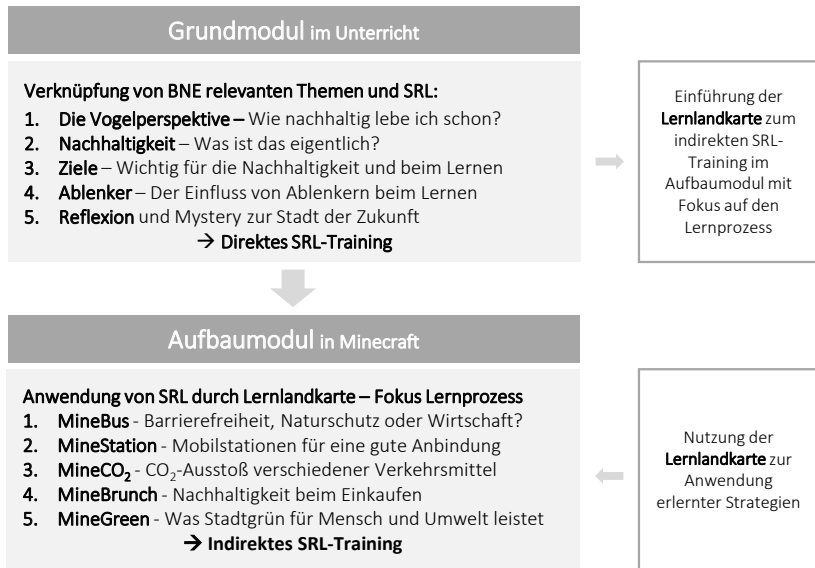 Grundmodul im Unterricht
Verknüpfung von BNE relevanten Themen und SRL:
1. Die Vogelperspektive – Wie nachhaltig lebe ich schon?
2. Nachhaltigkeit – Was ist das eigentlich?
3. Ziele – Wichtig für die Nachhaltigkeit und beim Lernen
4. Ablenker – Der Einfluss von Ablenkern beim Lernen
5. Reflexion und Mystery zur Stadt der Zukunft
→ Direktes SRL-Training
Einführung der
Lernlandkarte zum
indirekten SRL-
Training im
Aufbaumodul mit
Fokus auf den
Lernprozess
Aufbaumodul in Minecraft
Anwendung von SRL durch Lernlandkarte – Fokus Lernprozess
1. MineBus - Barrierefreiheit, Naturschutz oder Wirtschaft?
2. MineStation - Mobilstationen für eine gute Anbindung
3. MineCO₂ - CO₂-Ausstoß verschiedener Verkehrsmittel
4. MineBrunch - Nachhaltigkeit beim Einkaufen
5. MineGreen - Was Stadtgrün für Mensch und Umwelt leistet
→ Indirektes SRL-Training
Nutzung der
Lernlandkarte zur
Anwendung
erlernter Strategien